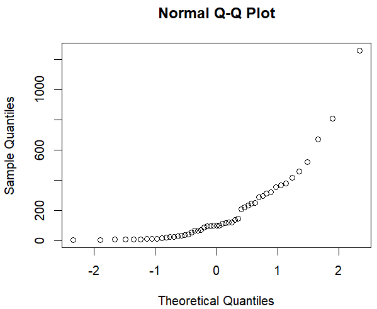 Normal Q-Q Plot
Sample Quantiles
1000
600
200
0
-2 -1 0 1 2
Theoretical Quantiles